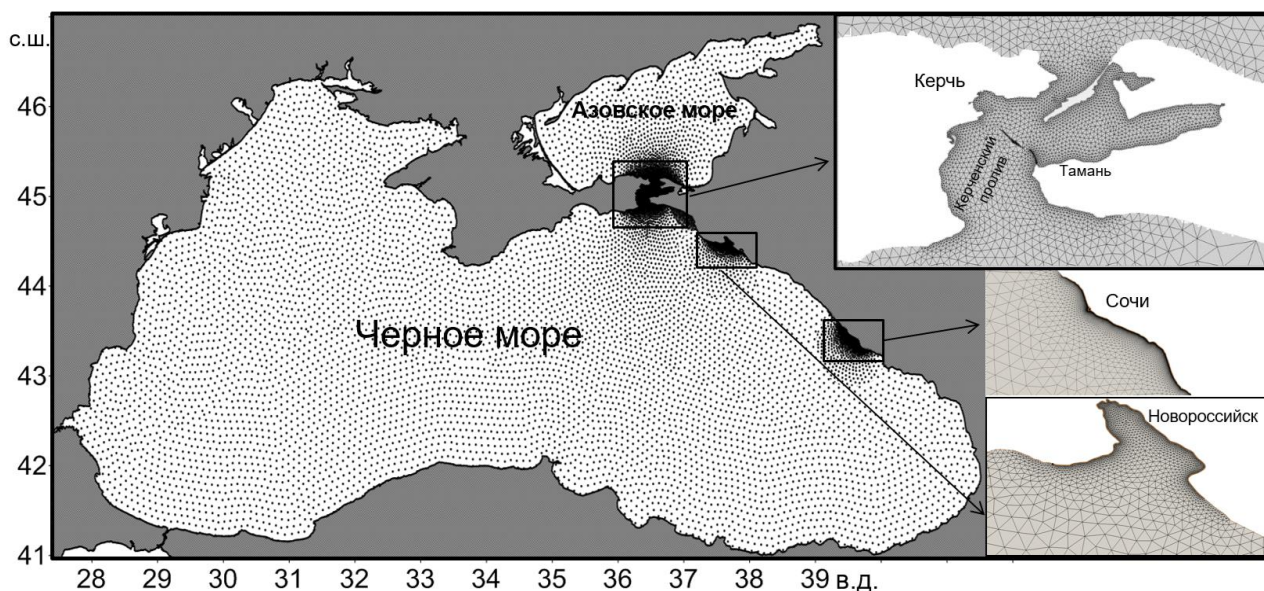 с.ш.
46
45
44
43
42
41
28 29 30 31 32 33 34 35 36 37 38 39 в.д.
Азовское море
Черное море
Керчь
Керченский
пролив
Тамань
Сочи
Новороссийск